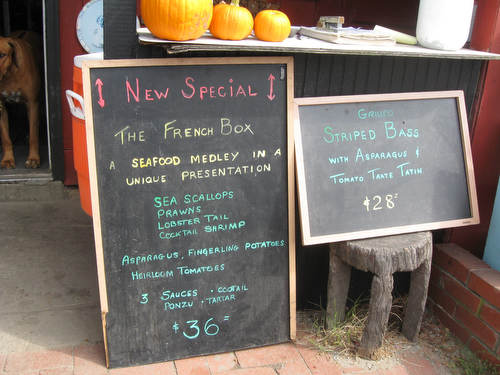 NEW SPECIAL
THE FRENCH BOX
A SEAFOOD MEDLEY IN A
UNIQUE PRESENTATION
SEA SCALLOPS
PRAWNS
LOBSTER TAIL
COCKTAIL SHRIMP
ASPARAGUS, FINGERLING POTATOES
HEIRLOOM TOMATOES
3 SAUCES · COCTAIL
PONZU · TARTAR
$36=
GRILLED
STRIPED BASS
WITH ASPARAGUS &
TOMATO TARTE TATIN
$28=